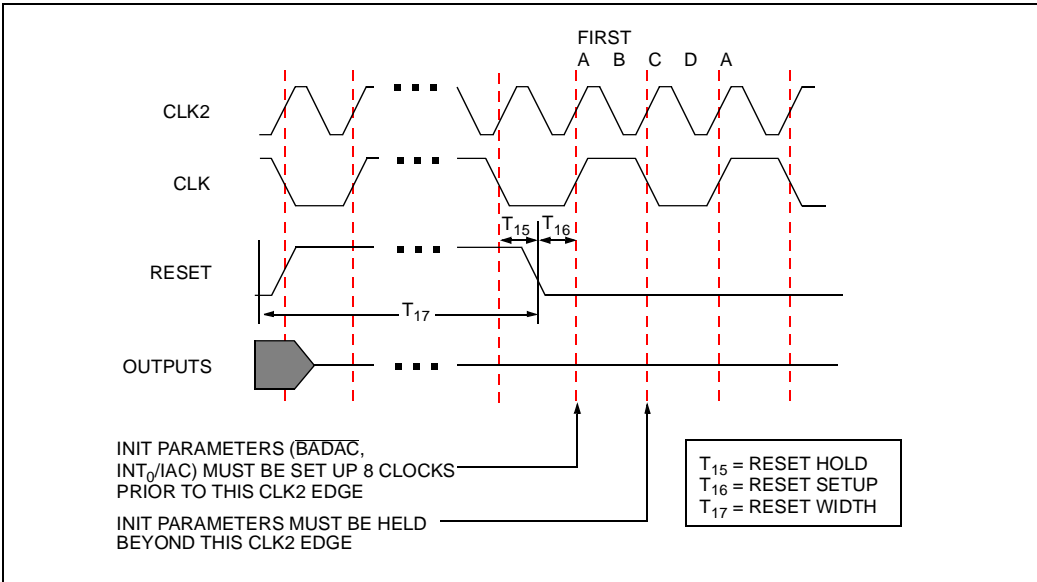 FIRST
A B C D A
CLK2
CLK
T15 T16
RESET
T17
OUTPUTS
INIT PARAMETERS (BADAC,
INT0/IAC) MUST BE SET UP 8 CLOCKS
PRIOR TO THIS CLK2 EDGE
INIT PARAMETERS MUST BE HELD
BEYOND THIS CLK2 EDGE
T15 = RESET HOLD
T16 = RESET SETUP
T17 = RESET WIDTH